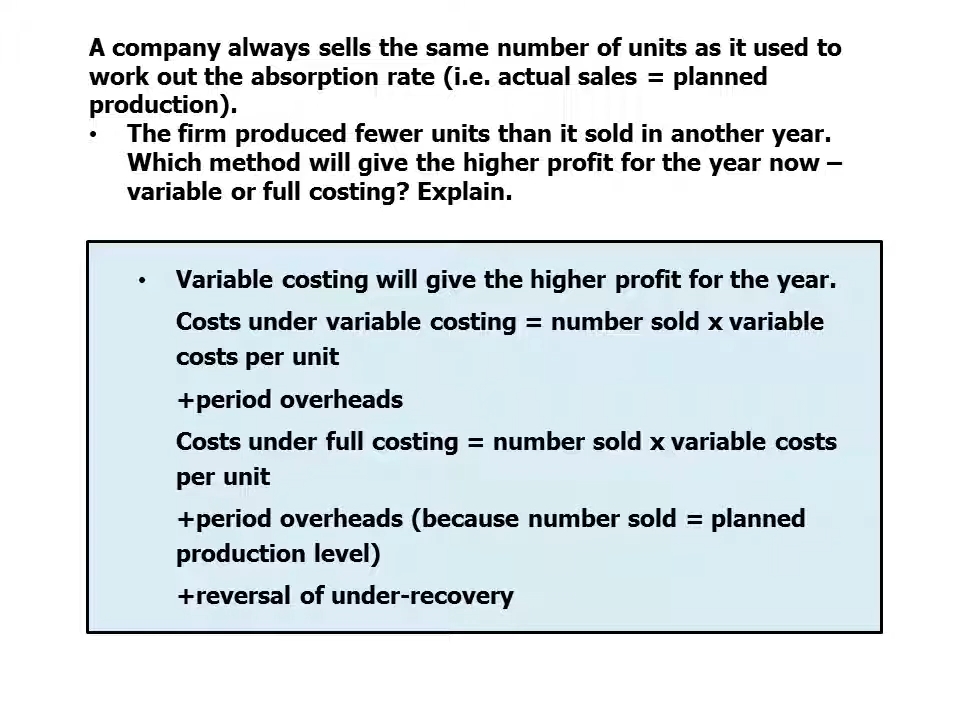 A company always sells the same number of units as it used to
work out the absorption rate (i.e. actual sales = planned
production).
• The firm produced fewer units than it sold in another year.
Which method will give the higher profit for the year now –
variable or full costing? Explain.
• Variable costing will give the higher profit for the year.
Costs under variable costing = number sold x variable
costs per unit
+period overheads
Costs under full costing = number sold x variable costs
per unit
+period overheads (because number sold = planned
production level)
+reversal of under-recovery